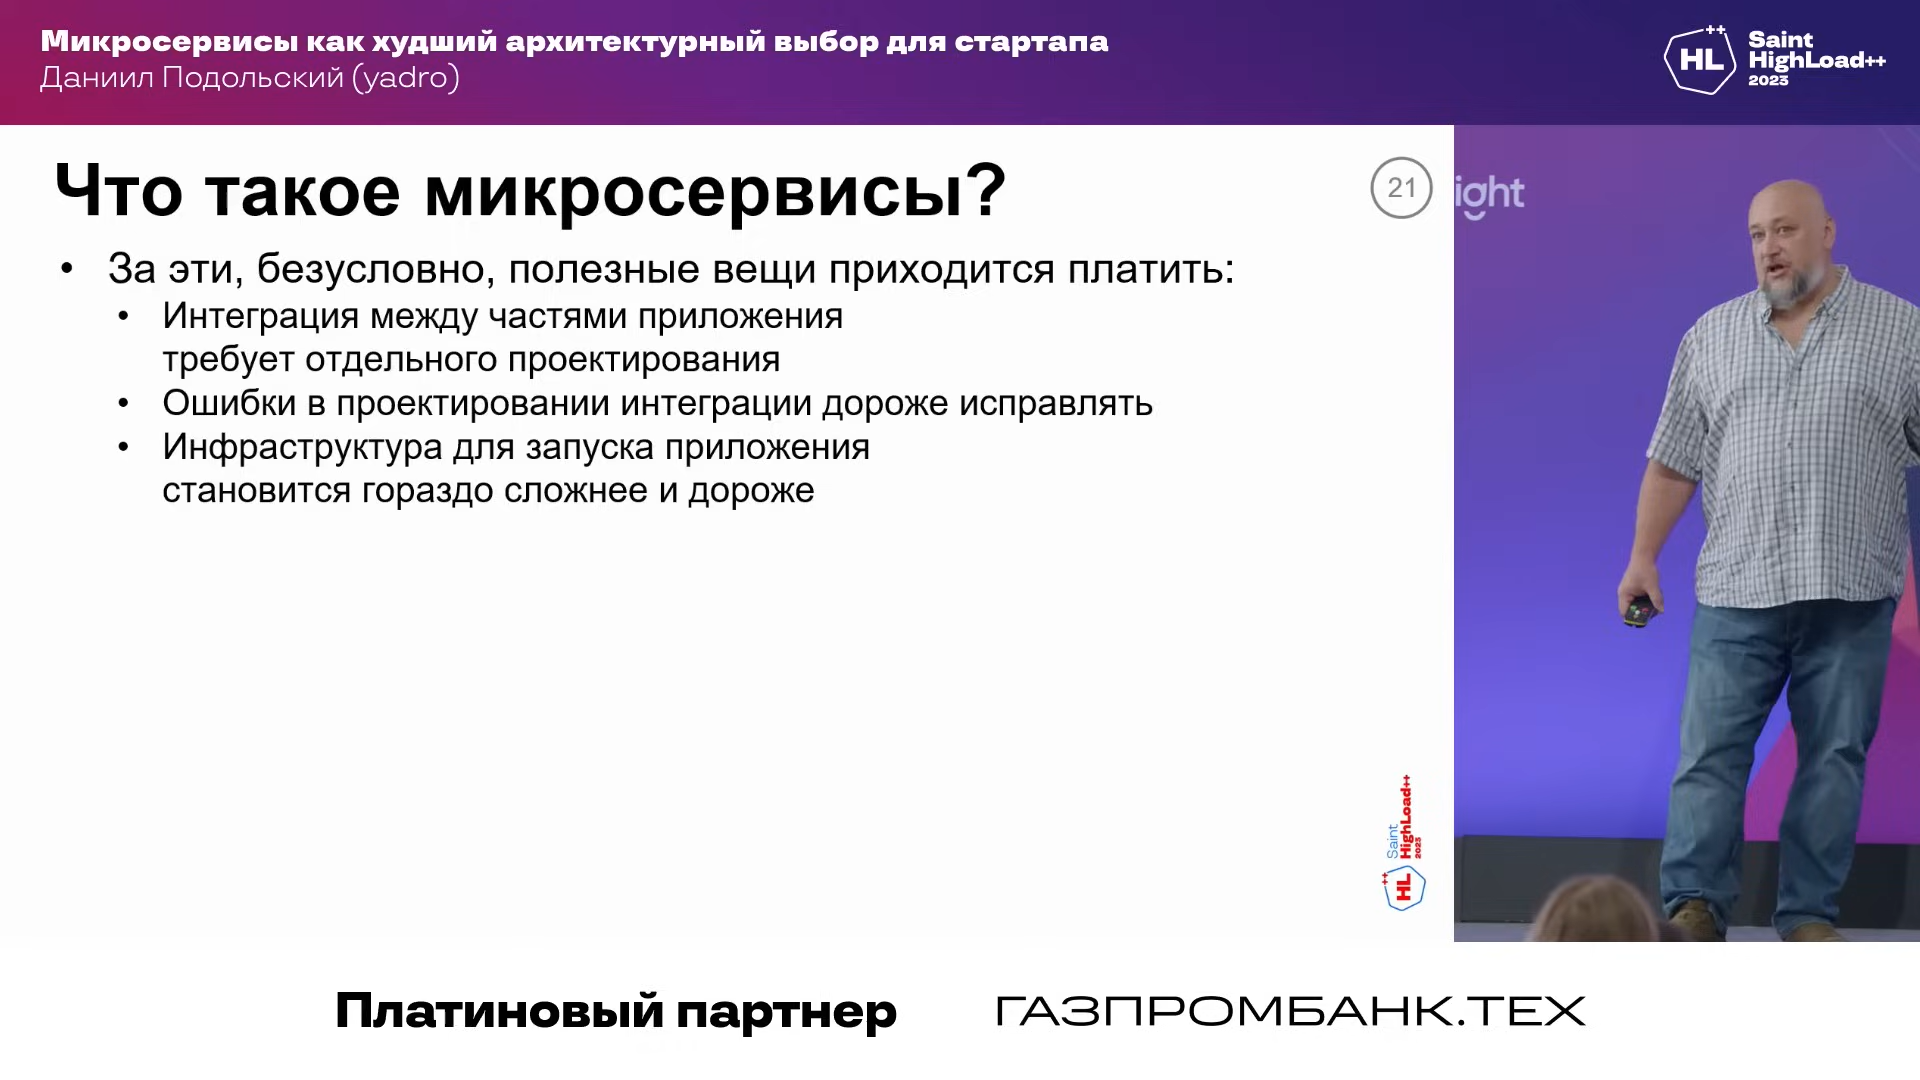 Микросервисы как худший архитектурный выбор для стартапа
Даниил Подольский (yadro)
++
HL
Saint
HighLoad++
2023
Что такое микросервисы?
21
• За эти, безусловно, полезные вещи приходится платить:
• Интеграция между частями приложения
требует отдельного проектирования
• Ошибки в проектировании интеграции дороже исправлять
• Инфраструктура для запуска приложения
становится гораздо сложнее и дороже
ight
++
HL
Saint
HighLoad++
2023
Платиновый партнер
ГАЗПРОМБАНК.ТЕХ